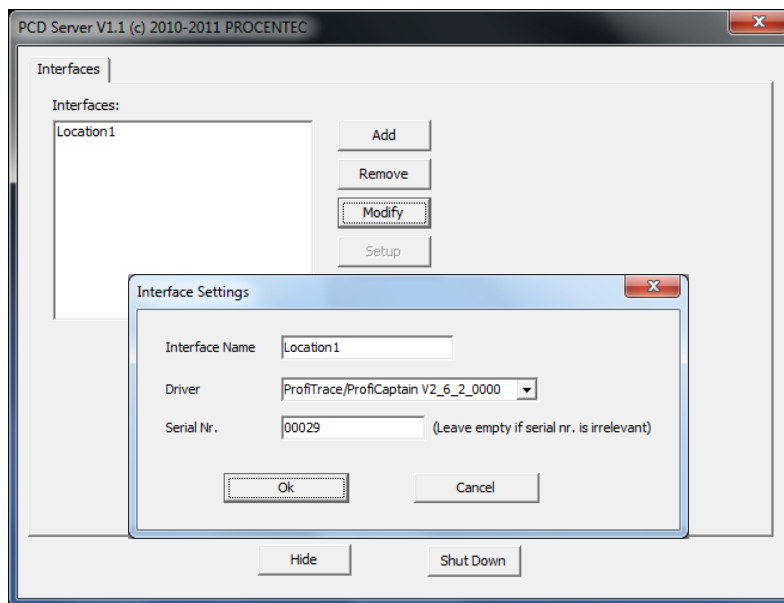 PCD Server V1.1 (c) 2010-2011 PROCENTEC
Interfaces
Interfaces:
Location1
Add
Remove
Modify
Setup
Interface Settings
Interface Name Location1
Driver ProfiTrace/ProfiCaptain V2_6_2_0000
Serial Nr. 00029 (Leave empty if serial nr. is irrelevant)
Ok Cancel
Hide Shut Down